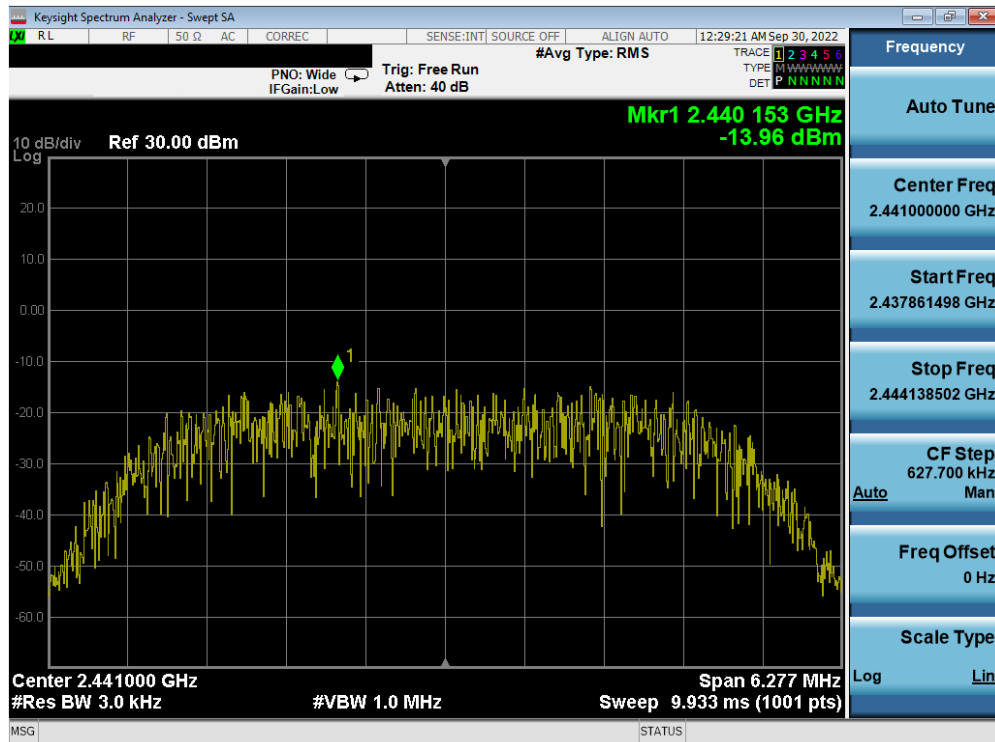 Keysight Spectrum Analyzer - Swept SA
LXI RL RF 50 Ω AC CORREC SENSE:INT SOURCE OFF ALIGN AUTO 12:29:21 AM Sep 30, 2022
#Avg Type: RMS
TRACE 1 2 3 4 5 6
PNO: Wide Trig: Free Run
TYPE M W W W W W
IFGain:Low Atten: 40 dB
DET P N N N N N
Mkr1 2.440 153 GHz
-13.96 dBm
10 dB/div Ref 30.00 dBm
Log
20.0
10.0
0.00
-10.0
1
-20.0
-30.0
-40.0
-50.0
-60.0
Center 2.441000 GHz Span 6.277 MHz
#Res BW 3.0 kHz #VBW 1.0 MHz Sweep 9.933 ms (1001 pts)
MSG STATUS
Frequency
Auto Tune
Center Freq
2.441000000 GHz
Start Freq
2.437861498 GHz
Stop Freq
2.444138502 GHz
CF Step
627.700 kHz
Auto Man
Freq Offset
0 Hz
Scale Type
Log Lin